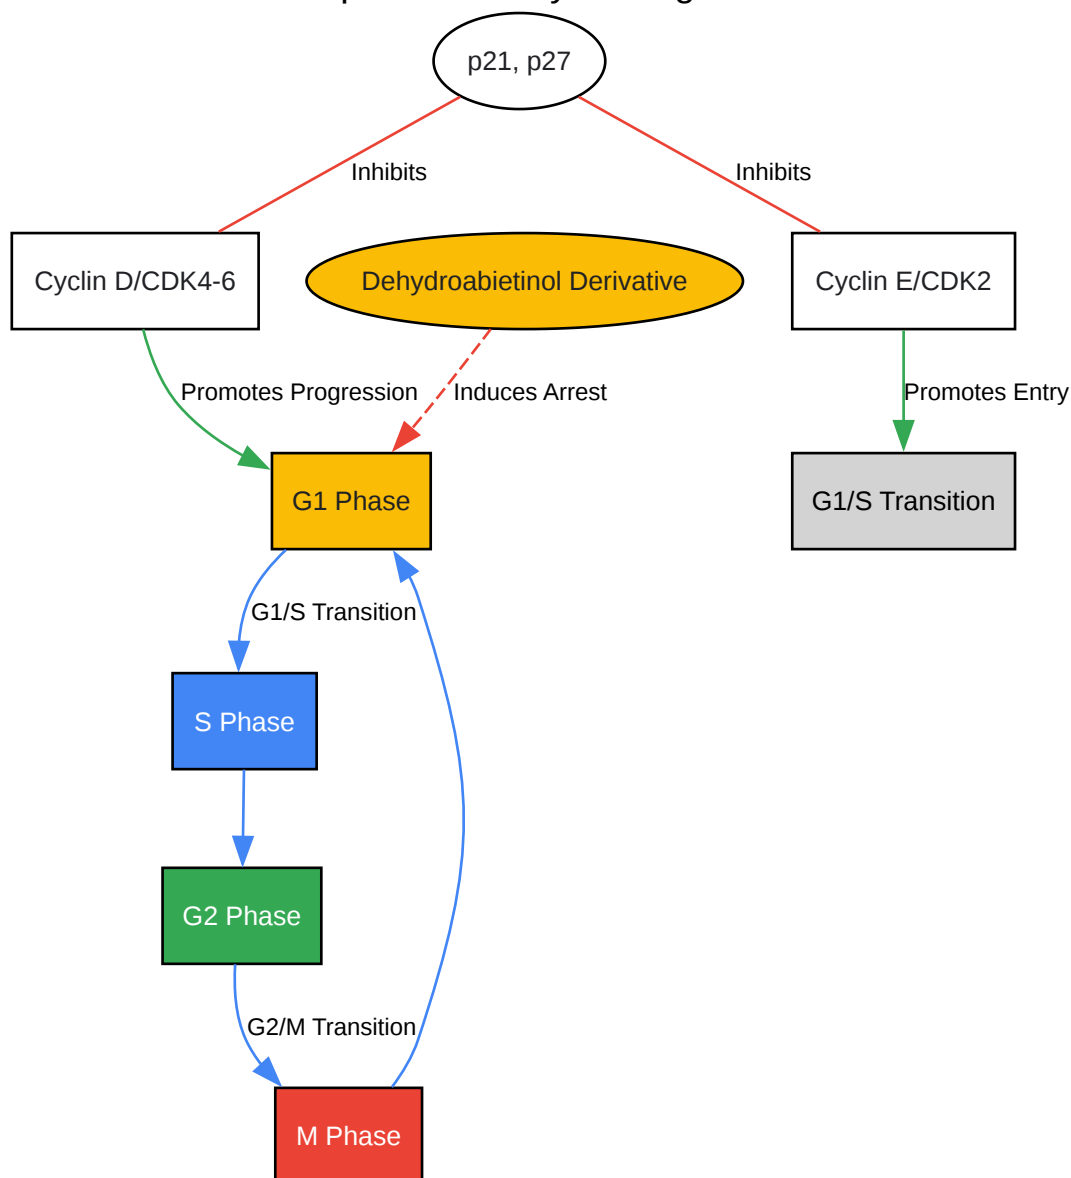 p21, p27
Inhibits
Inhibits
Cyclin D/CDK4-6
Dehydroabietinol Derivative
Cyclin E/CDK2
Promotes Progression
Induces Arrest
Promotes Entry
G1 Phase
G1/S Transition
G1/S Transition
S Phase
G2 Phase
G2/M Transition
M Phase